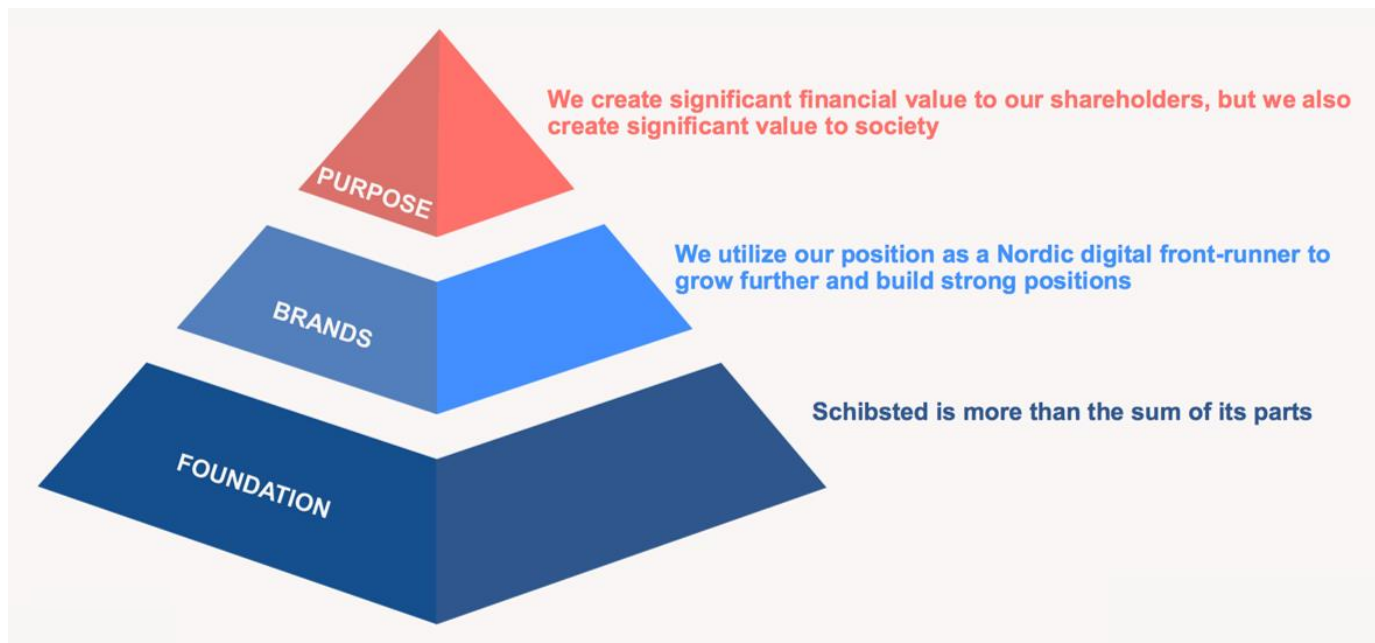 We create significant financial value to our shareholders, but we also
create significant value to society
PURPOSE
We utilize our position as a Nordic digital front-runner to
grow further and build strong positions
BRANDS
Schibsted is more than the sum of its parts
FOUNDATION